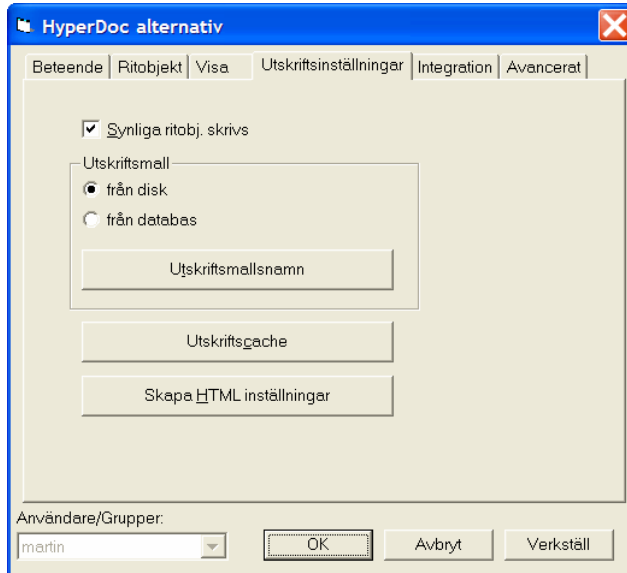 HyperDoc alternativ
Beteende Ritobjekt Visa Utskriftsinställningar Integration Avancerat
Synliga ritobj. skrivs
Utskriftsmall
från disk
från databas
Utskriftsmallsnamn
Utskriftscache
Skapa HTML inställningar
Användare/Grupper:
martin
OK Avbryt Verkställ